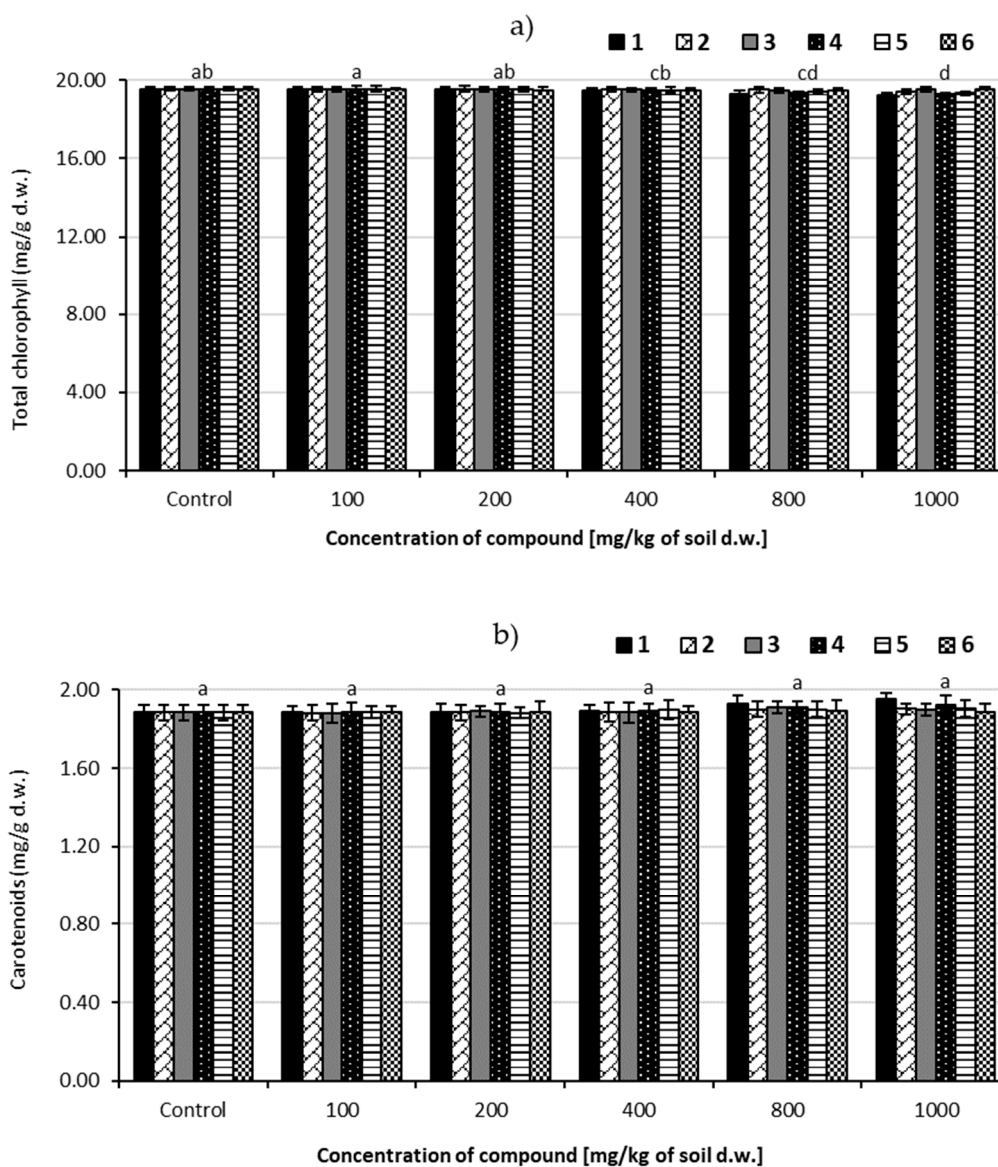 a)
1 2 3 4 5 6
ab a ab cb cd d
20.00
16.00
12.00
8.00
4.00
0.00
Total chlorophyll (mg/g d.w.)
Control 100 200 400 800 1000
Concentration of compound [mg/kg of soil d.w.]
b)
1 2 3 4 5 6
a a a a a a
2.00
1.60
1.20
0.80
0.40
0.00
Carotenoids (mg/g d.w.)
Control 100 200 400 800 1000
Concentration of compound [mg/kg of soil d.w.]